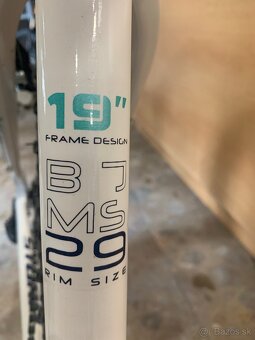 19"
FRAME DESIGN
B J
MS
29
RIM SIZE
Bazos.sk